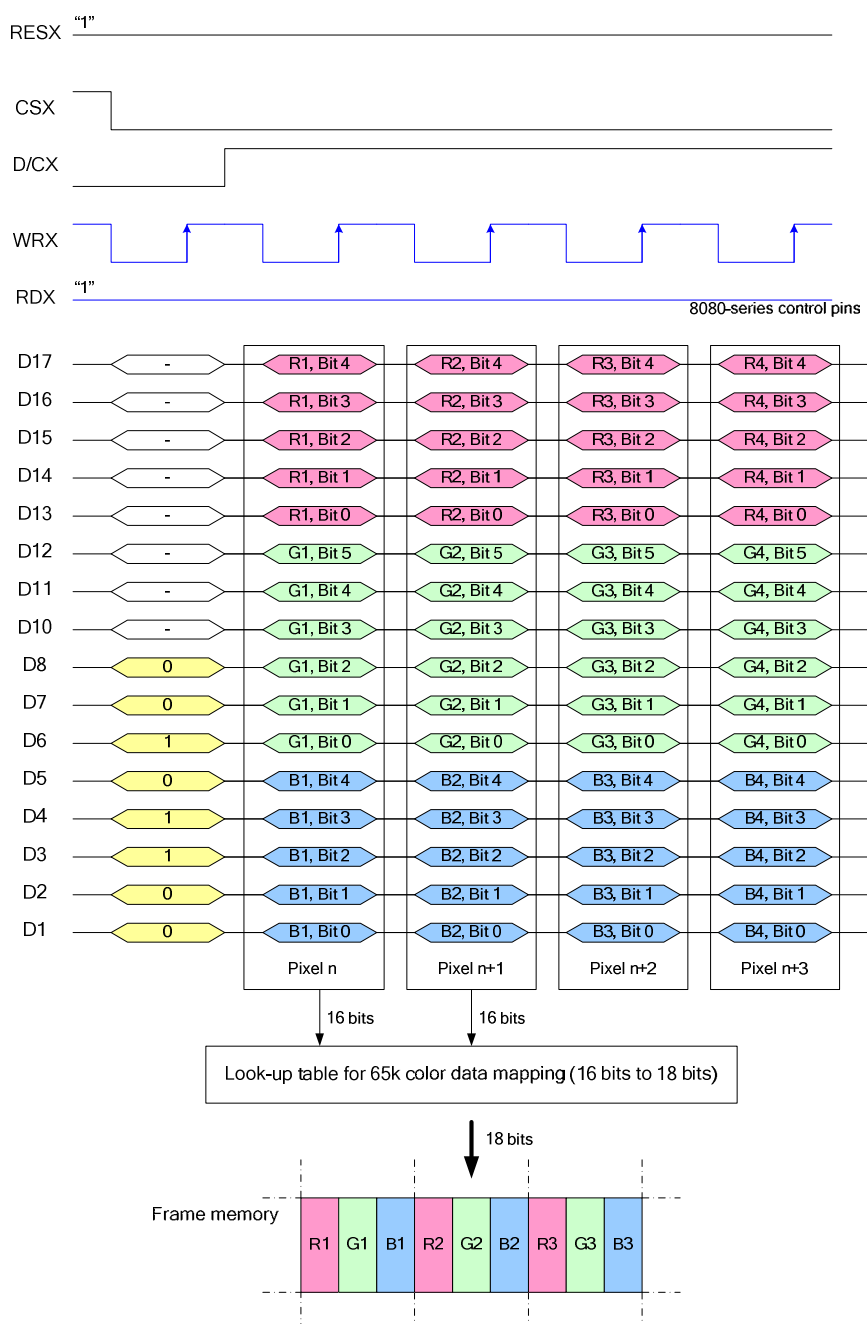 RESX “1”
CSX
D/CX
WRX
RDX “1”
8080-series control pins
D17 - R1, Bit 4 R2, Bit 4 R3, Bit 4 R4, Bit 4
D16 - R1, Bit 3 R2, Bit 3 R3, Bit 3 R4, Bit 3
D15 - R1, Bit 2 R2, Bit 2 R3, Bit 2 R4, Bit 2
D14 - R1, Bit 1 R2, Bit 1 R3, Bit 1 R4, Bit 1
D13 - R1, Bit 0 R2, Bit 0 R3, Bit 0 R4, Bit 0
D12 - G1, Bit 5 G2, Bit 5 G3, Bit 5 G4, Bit 5
D11 - G1, Bit 4 G2, Bit 4 G3, Bit 4 G4, Bit 4
D10 - G1, Bit 3 G2, Bit 3 G3, Bit 3 G4, Bit 3
D8 0 G1, Bit 2 G2, Bit 2 G3, Bit 2 G4, Bit 2
D7 0 G1, Bit 1 G2, Bit 1 G3, Bit 1 G4, Bit 1
D6 1 G1, Bit 0 G2, Bit 0 G3, Bit 0 G4, Bit 0
D5 0 B1, Bit 4 B2, Bit 4 B3, Bit 4 B4, Bit 4
D4 1 B1, Bit 3 B2, Bit 3 B3, Bit 3 B4, Bit 3
D3 1 B1, Bit 2 B2, Bit 2 B3, Bit 2 B4, Bit 2
D2 0 B1, Bit 1 B2, Bit 1 B3, Bit 1 B4, Bit 1
D1 0 B1, Bit 0 B2, Bit 0 B3, Bit 0 B4, Bit 0
Pixel n Pixel n+1 Pixel n+2 Pixel n+3
16 bits 16 bits
Look-up table for 65k color data mapping (16 bits to 18 bits)
18 bits
Frame memory
R1 G1 B1 R2 G2 B2 R3 G3 B3